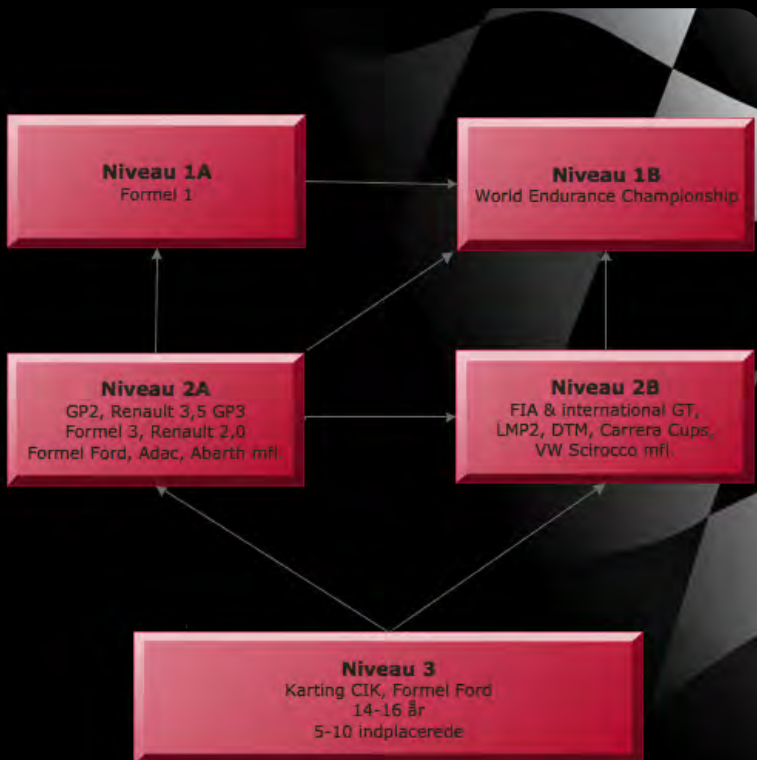 Niveau 1A
Formel 1
Niveau 1B
World Endurance Championship
Niveau 2A
GP2, Renault 3,5 GP3
Formel 3, Renault 2,0
Formel Ford, Adac, Abarth mfl
Niveau 2B
FIA & international GT,
LMP2, DTM, Carrera Cups,
VW Scirocco mfl
Niveau 3
Karting CIK, Formel Ford
14-16 år
5-10 indplacerede